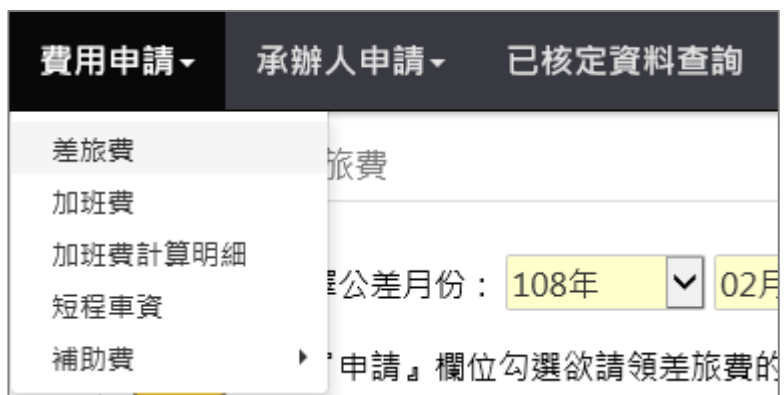 費用申請 承辦人申請 已核定資料查詢
差旅費
旅費
加班費
加班費計算明細
公差月份： 108年 02月
短程車資
補助費
『申請』欄位勾選欲請領差旅費的